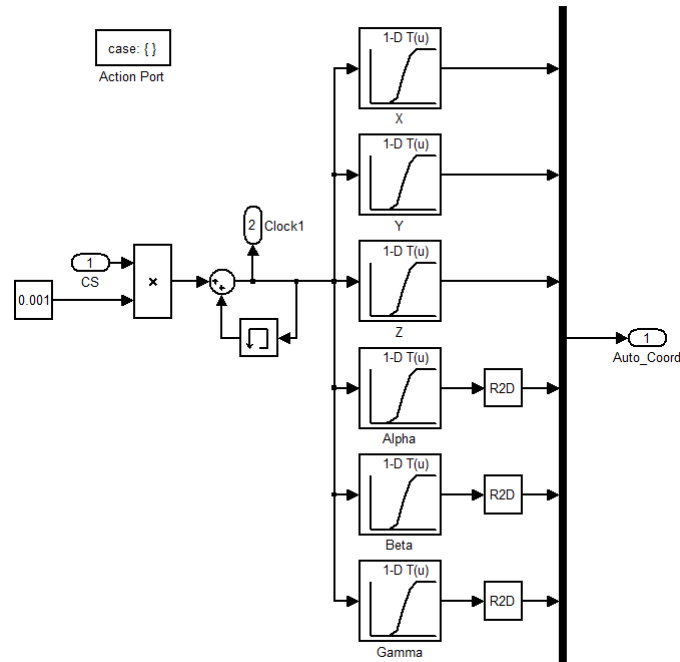 case: { }
Action Port
1-D T(u)
X
1-D T(u)
Y
2
Clock1
1
CS
0.001
×
+
+
1-D T(u)
Z
1
Auto_Coord
1-D T(u)
R2D
Alpha
1-D T(u)
R2D
Beta
1-D T(u)
R2D
Gamma